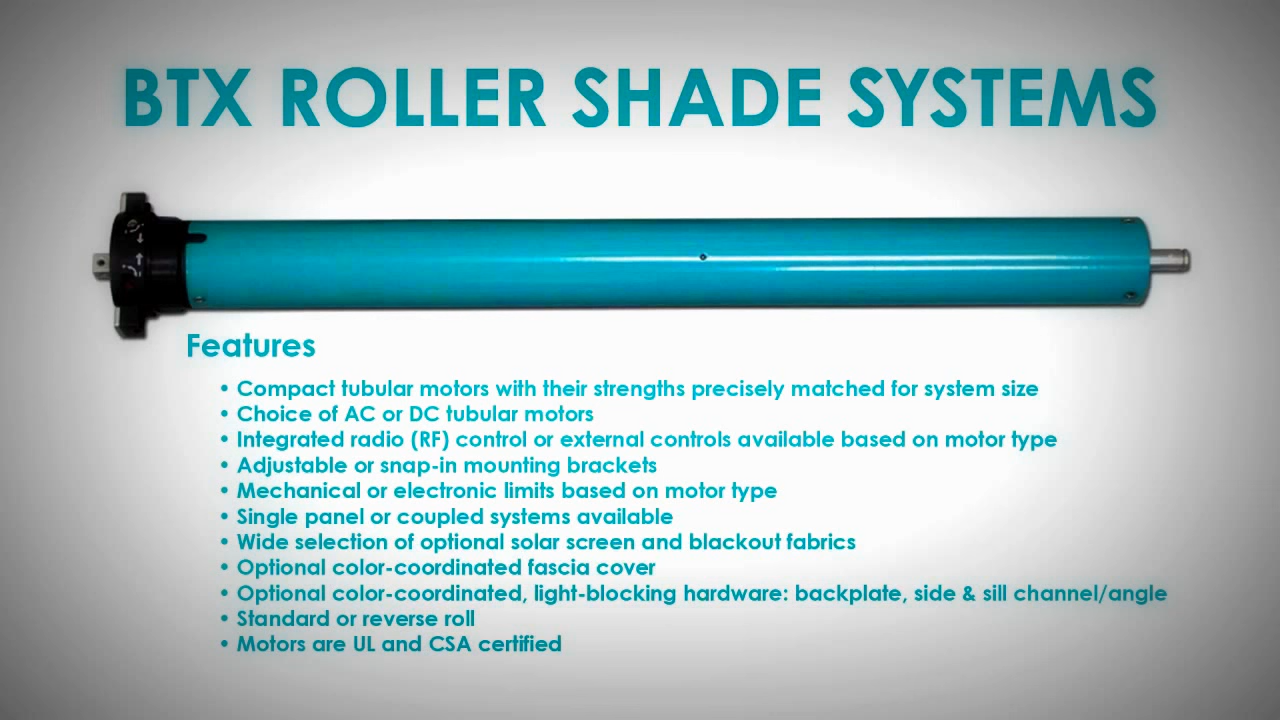 BTX ROLLER SHADE SYSTEMS
Features
• Compact tubular motors with their strengths precisely matched for system size
• Choice of AC or DC tubular motors
• Integrated radio (RF) control or external controls available based on motor type
• Adjustable or snap-in mounting brackets
• Mechanical or electronic limits based on motor type
• Single panel or coupled systems available
• Wide selection of optional solar screen and blackout fabrics
• Optional color-coordinated fascia cover
• Optional color-coordinated, light-blocking hardware: backplate, side & sill channel/angle
• Standard or reverse roll
• Motors are UL and CSA certified